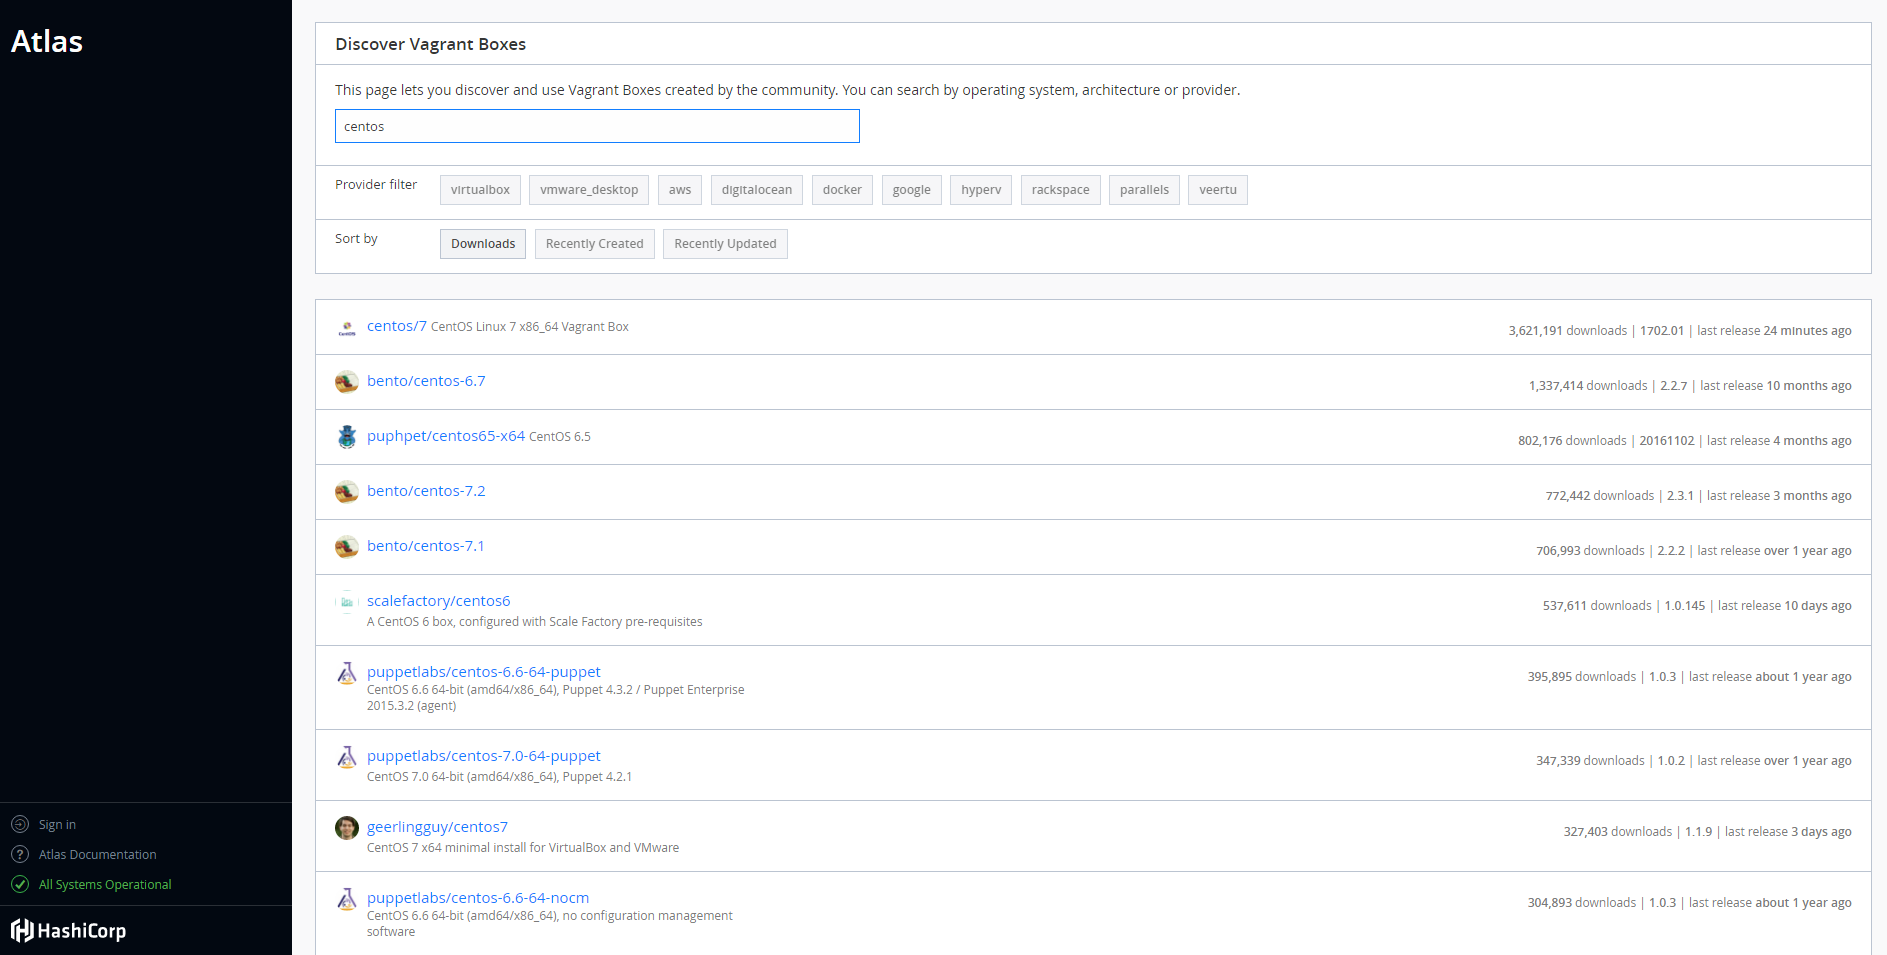 Atlas
Discover Vagrant Boxes
This page lets you discover and use Vagrant Boxes created by the community. You can search by operating system, architecture or provider.
centos
Provider filter virtualbox vmware_desktop aws digitalocean docker google hyperv rackspace parallels veertu
Sort by Downloads Recently Created Recently Updated
centos/7 CentOS Linux 7 x86_64 Vagrant Box 3,621,191 downloads | 1702.01 | last release 24 minutes ago
bento/centos-6.7 1,337,414 downloads | 2.2.7 | last release 10 months ago
puphpet/centos65-x64 CentOS 6.5 802,176 downloads | 20161102 | last release 4 months ago
bento/centos-7.2 772,442 downloads | 2.3.1 | last release 3 months ago
bento/centos-7.1 706,993 downloads | 2.2.2 | last release over 1 year ago
scalefactory/centos6 537,611 downloads | 1.0.145 | last release 10 days ago
A CentOS 6 box, configured with Scale Factory pre-requisites
puppetlabs/centos-6.6-64-puppet 395,895 downloads | 1.0.3 | last release about 1 year ago
CentOS 6.6 64-bit (amd64/x86_64), Puppet 4.3.2 / Puppet Enterprise
2015.3.2 (agent)
puppetlabs/centos-7.0-64-puppet 347,339 downloads | 1.0.2 | last release over 1 year ago
CentOS 7.0 64-bit (amd64/x86_64), Puppet 4.2.1
geerlingguy/centos7 327,403 downloads | 1.1.9 | last release 3 days ago
CentOS 7 x64 minimal install for VirtualBox and VMware
puppetlabs/centos-6.6-64-nocm 304,893 downloads | 1.0.3 | last release about 1 year ago
CentOS 6.6 64-bit (amd64/x86_64), no configuration management
software
Sign in
Atlas Documentation
All Systems Operational
HashiCorp